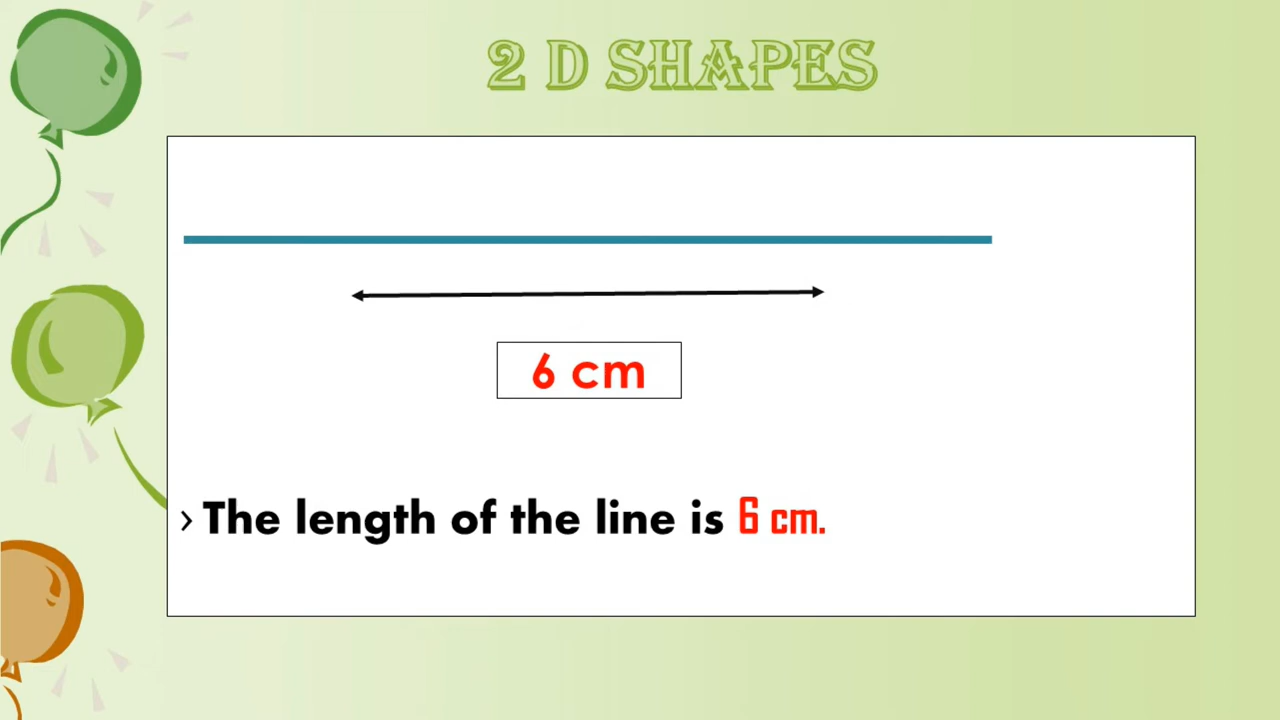 2 D SHAPES
6 cm
› The length of the line is 6 cm.